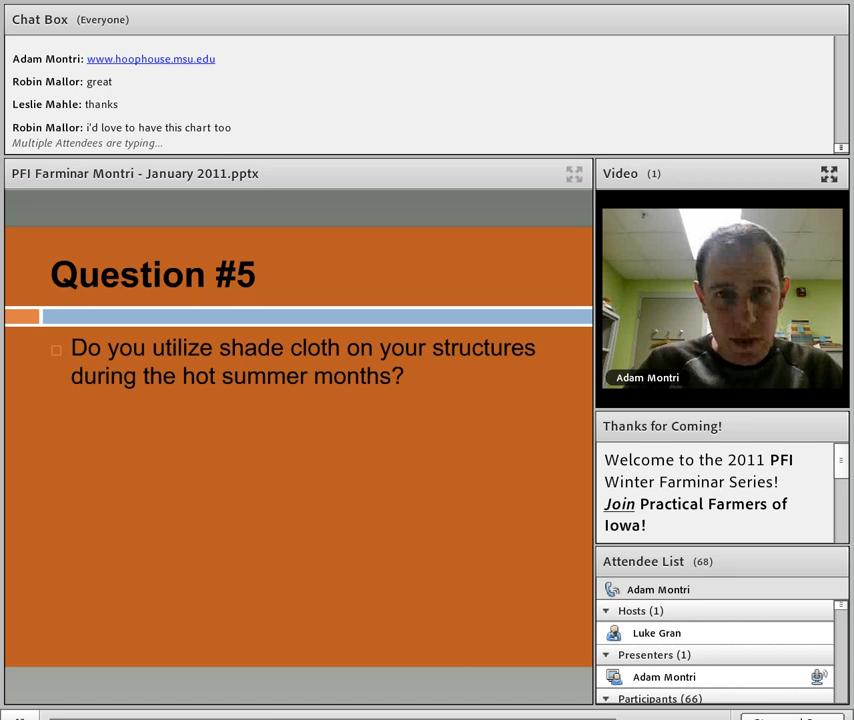 Chat Box (Everyone)
Adam Montri: www.hoophouse.msu.edu
Robin Mallor: great
Leslie Mahle: thanks
Robin Mallor: i'd love to have this chart too
Multiple Attendees are typing...
PFI Farminar Montri - January 2011.pptx
Question #5
Do you utilize shade cloth on your structures
during the hot summer months?
Video (1)
Adam Montri
Thanks for Coming!
Welcome to the 2011 PFI
Winter Farminar Series!
Join Practical Farmers of
Iowa!
Attendee List (68)
Adam Montri
Hosts (1)
Luke Gran
Presenters (1)
Adam Montri
Participants (66)